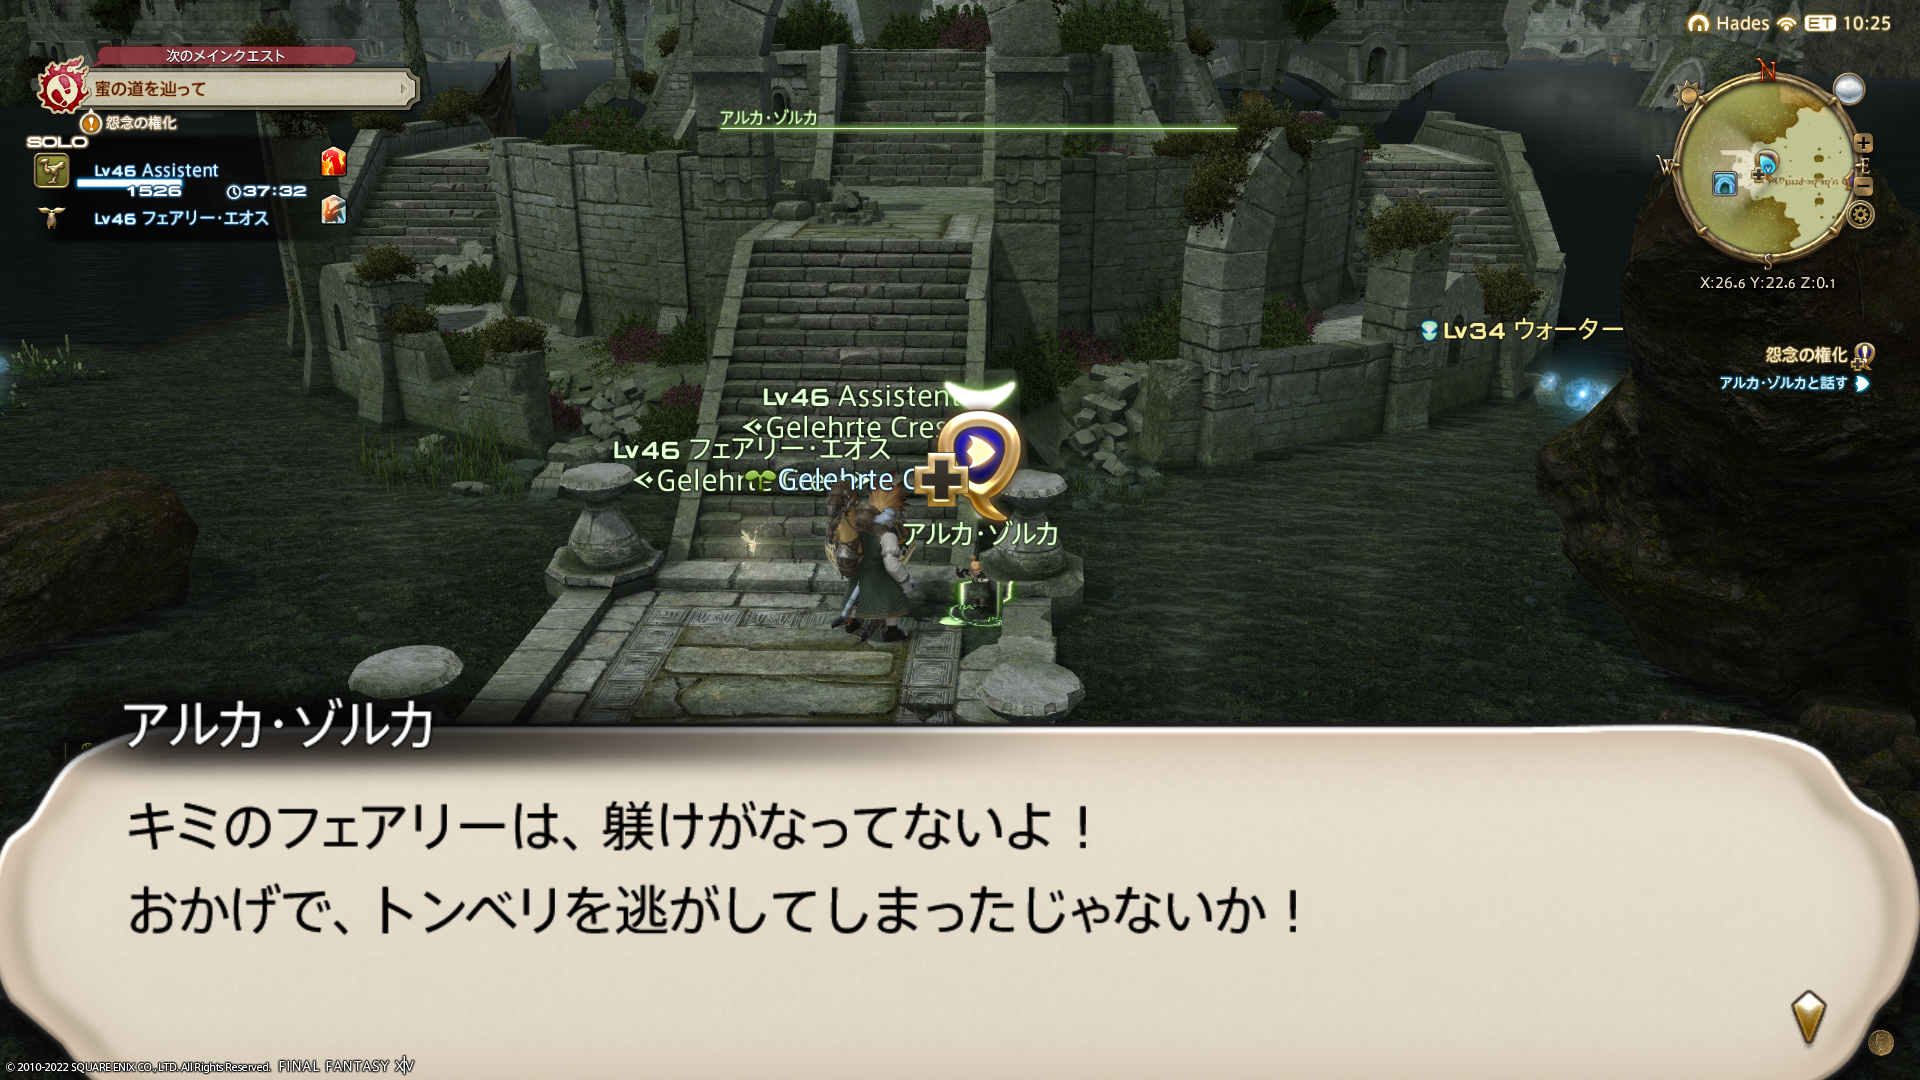 Hades ET 10:25
次のメインクエスト
蜜の道を辿って
怨念の権化
SOLO
Lv46 Assistent
1526 37:32
Lv46 フェアリー・エオス
アルカ・ゾルカ
N
W
E
S
X:26.6 Y:22.6 Z:0.1
Lv34 ウォーター
怨念の権化
アルカ・ゾルカと話す
Lv46 Assistent
Gelehrte Cres
Lv46 フェアリー・エオス
Gelehrte
Gelehrte C
アルカ・ゾルカ
アルカ・ゾルカ
キミのフェアリーは、躾けがなってないよ！
おかげで、トンベリを逃がしてしまったじゃないか！
© 2010-2022 SQUARE ENIX CO., LTD. All Rights Reserved. FINAL FANTASY XIV